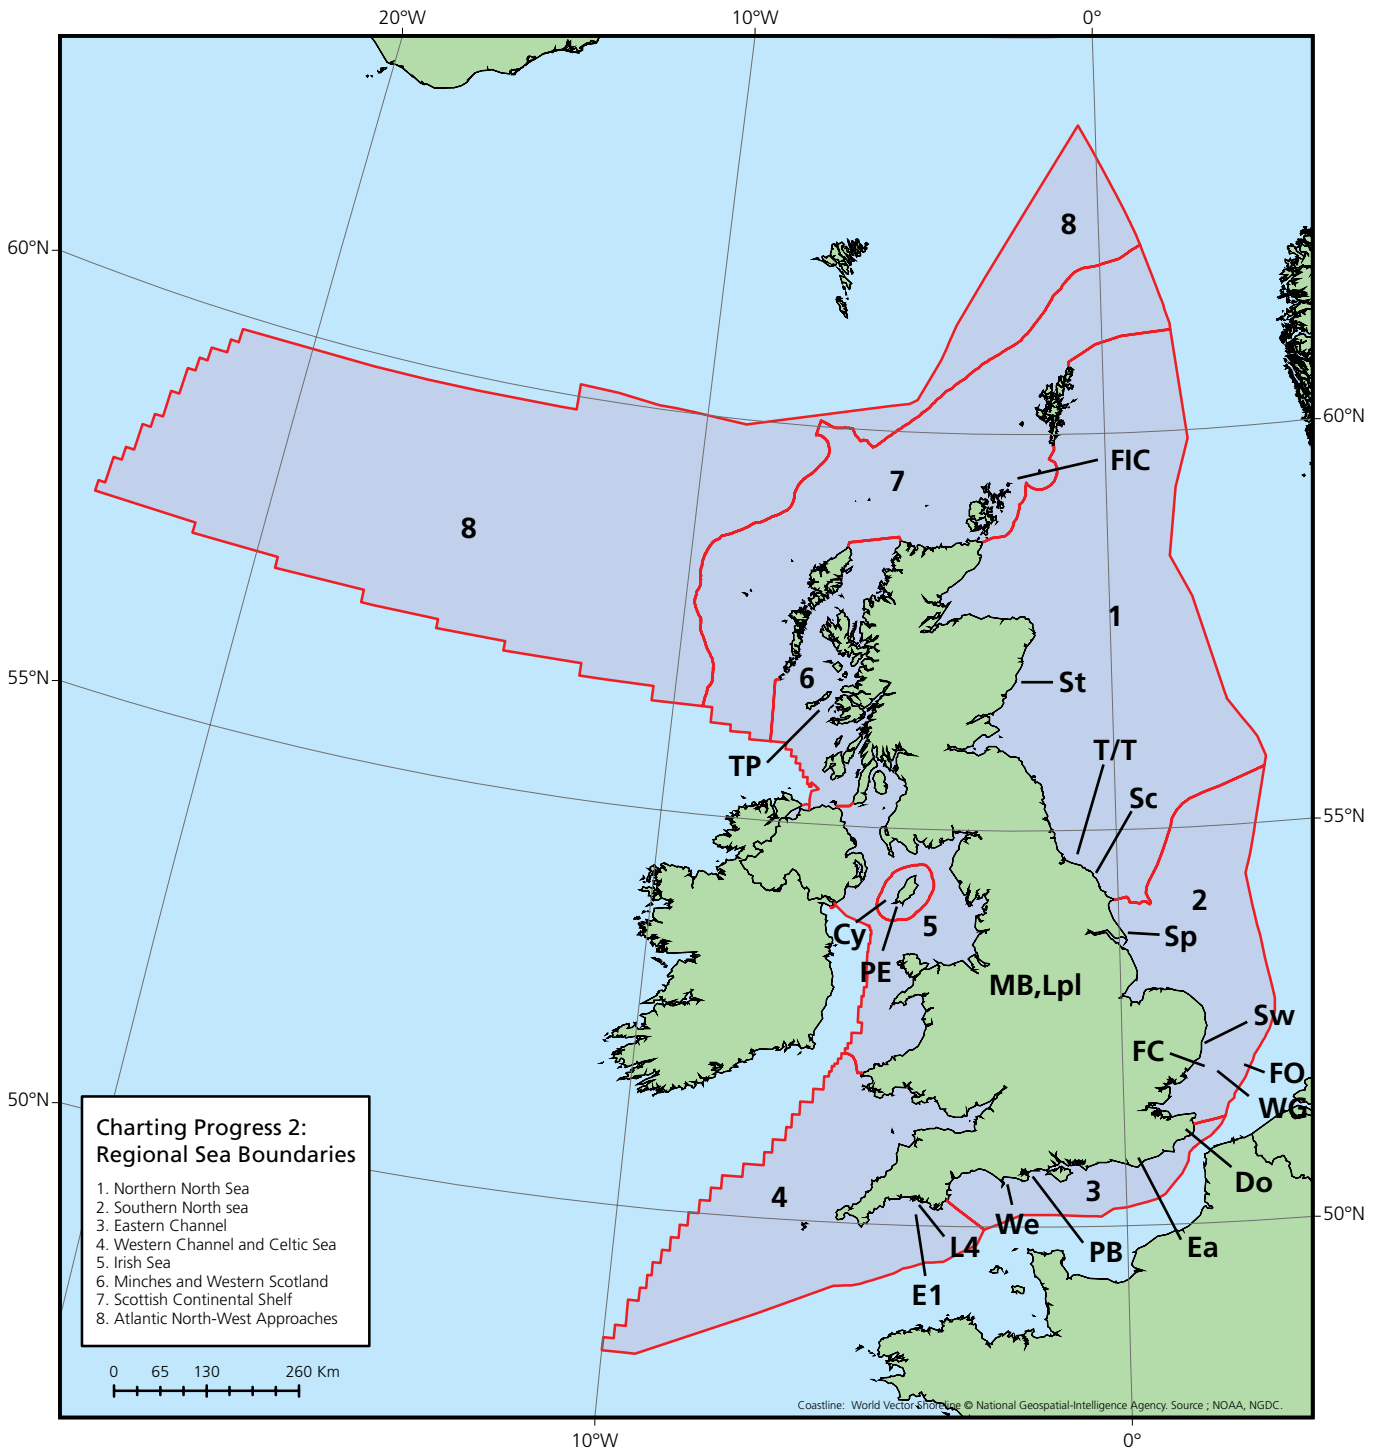 20°W 10°W 0°
8
60°N
60°N
FIC
7
8
1
55°N
6
St
T/T
TP
Sc
55°N
2
5
Cy
Sp
PE
MB,Lpl
Sw
FC
FO
50°N
WG
Charting Progress 2:
Regional Sea Boundaries
1. Northern North Sea
2. Southern North sea
3. Eastern Channel
4. Western Channel and Celtic Sea
5. Irish Sea
6. Minches and Western Scotland
7. Scottish Continental Shelf
8. Atlantic North-West Approaches
Do
3
4
50°N
We
L4
PB
Ea
E1
0 65 130 260 Km
Coastline: World Vector Shoreline © National Geospatial-Intelligence Agency. Source ; NOAA, NGDC.
10°W 0°